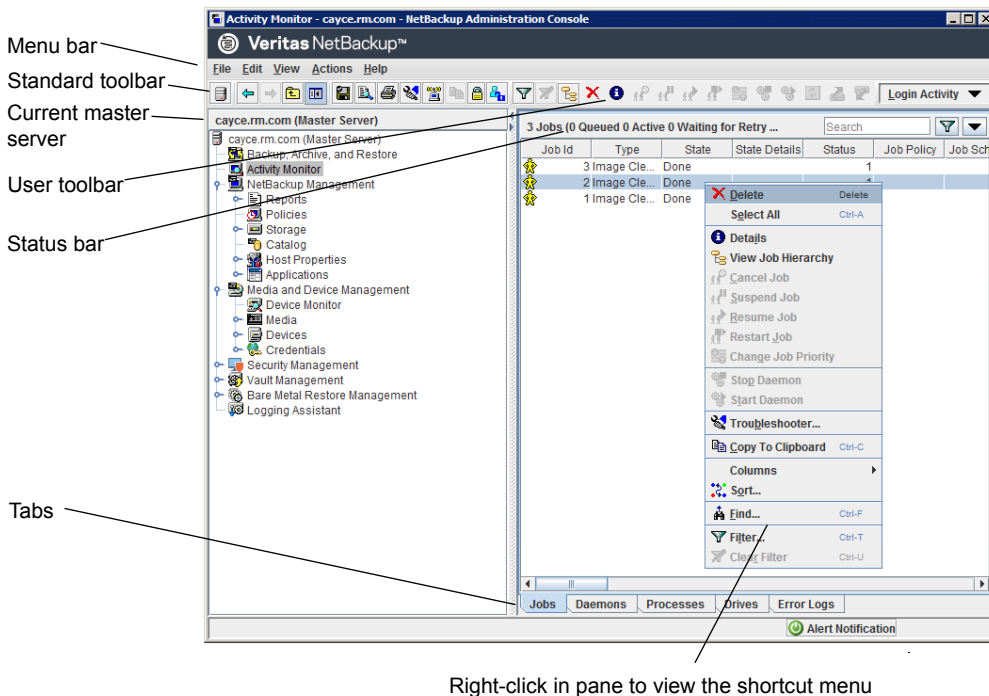 Activity Monitor - cayce.rm.com - NetBackup Administration Console
Veritas NetBackup™
File Edit View Actions Help
Login Activity
Menu bar
Standard toolbar
Current master
server
User toolbar
Status bar
Tabs
cayce.rm.com (Master Server)
cayce.rm.com (Master Server)
Backup, Archive, and Restore
Activity Monitor
NetBackup Management
Reports
Policies
Storage
Catalog
Host Properties
Applications
Media and Device Management
Device Monitor
Media
Devices
Credentials
Security Management
Vault Management
Bare Metal Restore Management
Logging Assistant
3 Jobs (0 Queued 0 Active 0 Waiting for Retry ...
Search
Job Id Type State State Details Status Job Policy Job Sch
3 Image Cle... Done 1
2 Image Cle... Done 1
1 Image Cle... Done
Delete Delete
Select All Ctrl-A
Details
View Job Hierarchy
Cancel Job
Suspend Job
Resume Job
Restart Job
Change Job Priority
Stop Daemon
Start Daemon
Troubleshooter...
Copy To Clipboard Ctrl-C
Columns
Sort...
Find... Ctrl-F
Filter... Ctrl-T
Clear Filter Ctrl-U
Jobs Daemons Processes Drives Error Logs
Alert Notification
Right-click in pane to view the shortcut menu